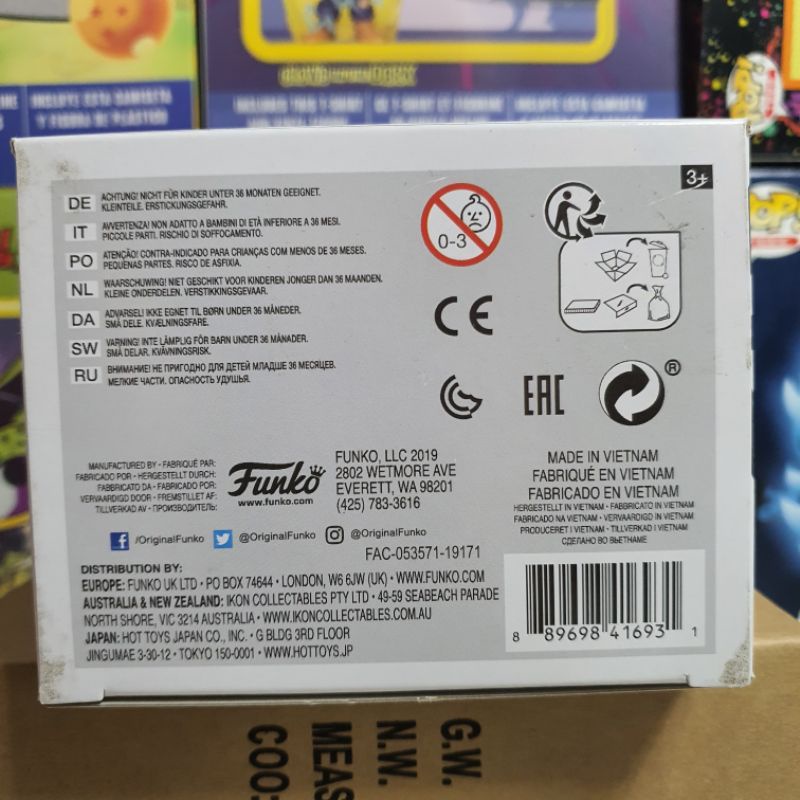 INCLUYE ESTA CAMISETA
Y FIGURA DE PLÁSTICO
3+
DE ACHTUNG! NICHT FÜR KINDER UNTER 36 MONATEN GEEIGNET.
KLEINTEILE. ERSTICKUNGSGEFAHR.
IT AVVERTENZA! NON ADATTO A BAMBINI DI ETÀ INFERIORE A 36 MESI.
PICCOLE PARTI. RISCHIO DI SOFFOCAMENTO.
PO ATENÇÃO! CONTRA-INDICADO PARA CRIANÇAS COM MENOS DE 36 MESES.
PEQUENAS PARTES. RISCO DE ASFIXIA.
NL WAARSCHUWING! NIET GESCHIKT VOOR KINDEREN JONGER DAN 36 MAANDEN.
KLEINE ONDERDELEN. VERSTIKKINGSGEVAAR.
DA ADVARSEL! IKKE EGNET TIL BØRN UNDER 36 MÅNEDER.
SMÅ DELE. KVÆLNINGSFARE.
SW VARNING! INTE LÄMPLIG FÖR BARN UNDER 36 MÅNADER.
SMÅ DELAR. KVÄVNINGSRISK.
RU ВНИМАНИЕ! НЕ ПРИГОДНО ДЛЯ ДЕТЕЙ МЛАДШЕ 36 МЕСЯЦЕВ.
МЕЛКИЕ ЧАСТИ. ОПАСНОСТЬ УДУШЬЯ.
0-3
CE
EAC
®
MANUFACTURED BY • FABRIQUÉ PAR:
FABRICADO POR • HERGESTELLT DURCH:
FABBRICATO DA • FABRICADO POR:
VERVAARDIGD DOOR • FREMSTILLET AF:
TILLVERKAD AV • ПРОИЗВОДИТЕЛЬ:
Funko
www.funko.com
FUNKO, LLC 2019
2802 WETMORE AVE
EVERETT, WA 98201
(425) 783-3616
/OriginalFunko @OriginalFunko @OriginalFunko
FAC-053571-19171
MADE IN VIETNAM
FABRIQUÉ EN VIETNAM
FABRICADO EN VIETNAM
HERGESTELLT IN VIETNAM • FABBRICATO IN VIETNAM
FABRICADO NA VIETNAM • VERVAARDIGD IN VIETNAM
PRODUCERET I VIETNAM • TILLVERKAD I VIETNAM
СДЕЛАНО ВО ВЬЕТНАМЕ
DISTRIBUTION BY:
EUROPE: FUNKO UK LTD • PO BOX 74644 • LONDON, W6 6JW (UK) • WWW.FUNKO.COM
AUSTRALIA & NEW ZEALAND: IKON COLLECTABLES PTY LTD • 49-59 SEABEACH PARADE
NORTH SHORE, VIC 3214 AUSTRALIA • WWW.IKONCOLLECTABLES.COM.AU
JAPAN: HOT TOYS JAPAN CO., INC. • G BLDG 3RD FLOOR
JINGUMAE 3-30-12 • TOKYO 150-0001 • WWW.HOTTOYS.JP
8 89698 41693 1
G.W.
N.W.
MEAS
COO: